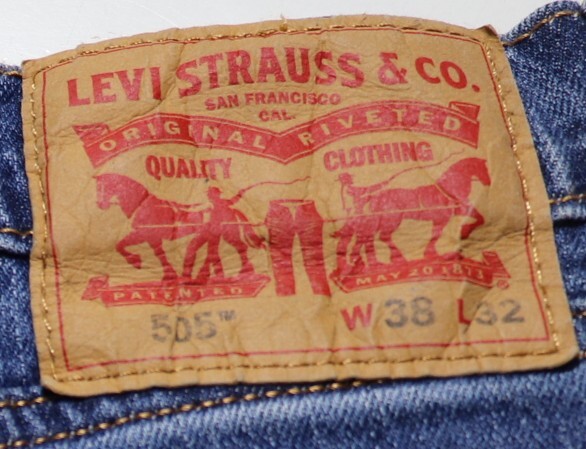 LEVI STRAUSS & CO.
SAN FRANCISCO
CAL.
ORIGINAL RIVETED
QUALITY CLOTHING
PATENTED MAY 20 1873
505™ W 38 L 32